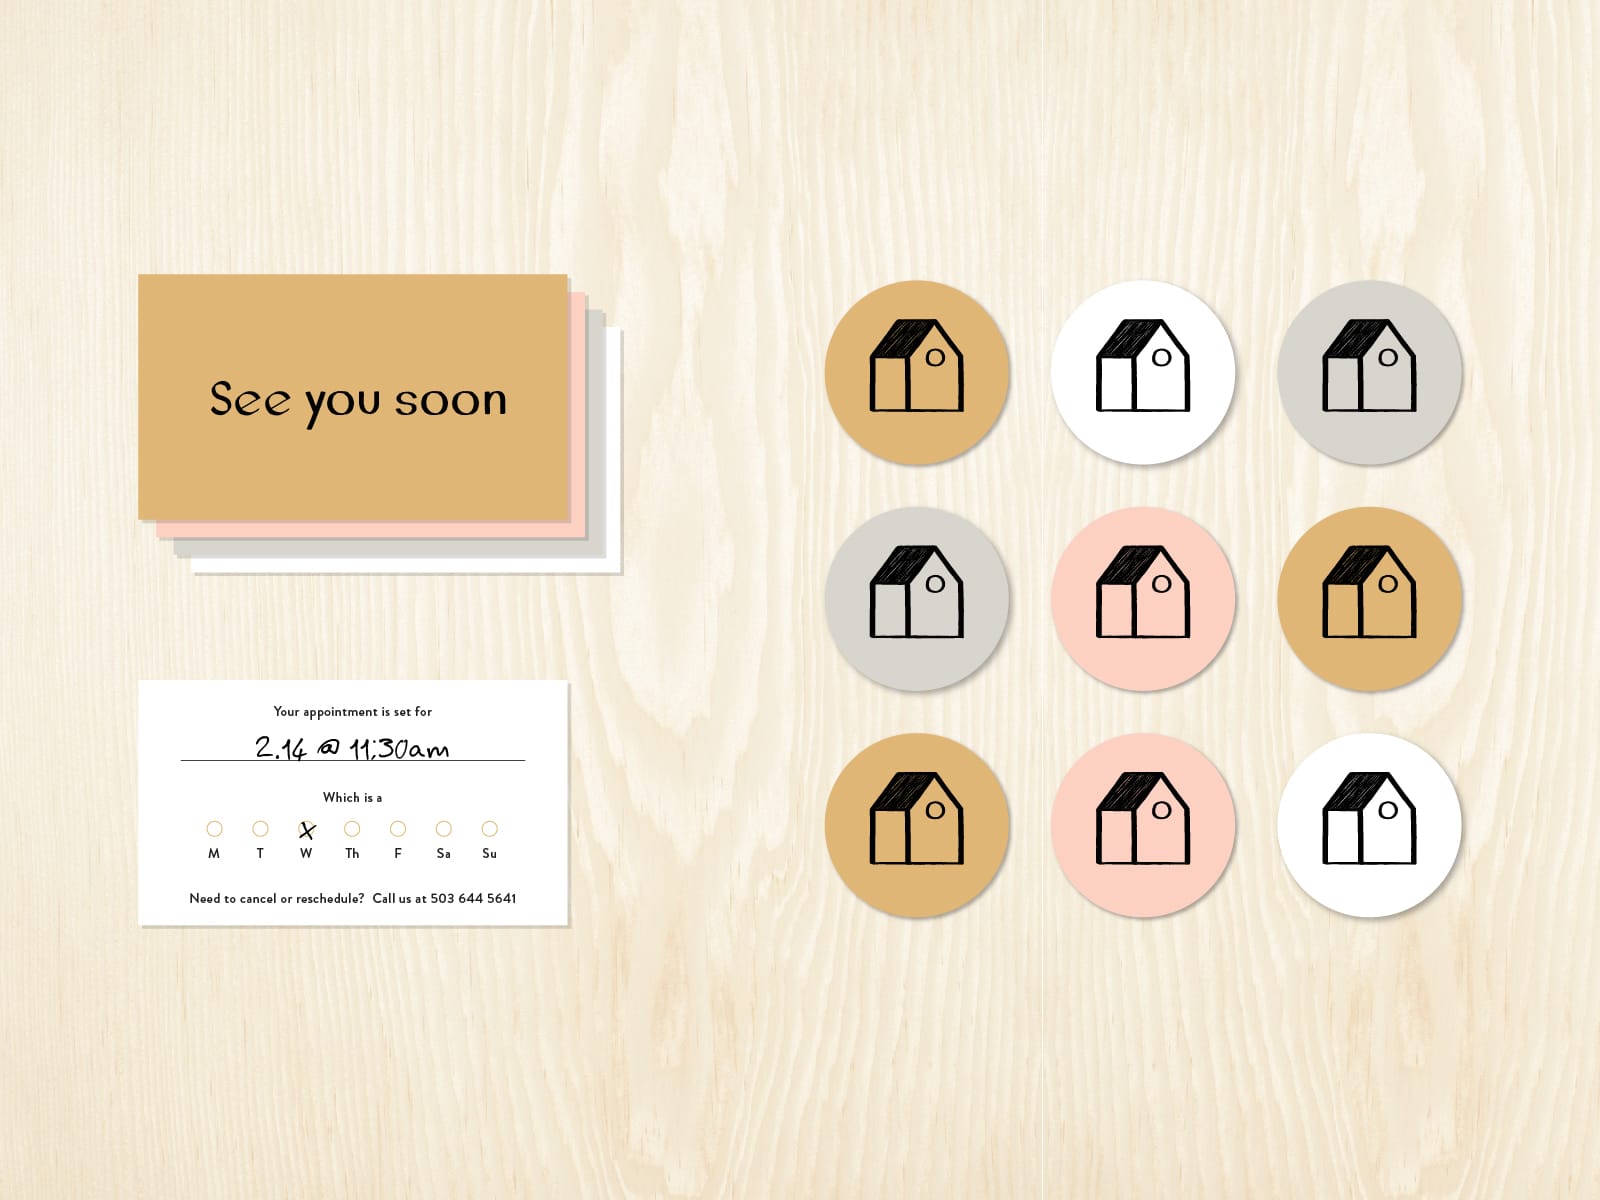 See you soon
Your appointment is set for
2.14 @ 11:30am
Which is a
M T W Th F Sa Su
Need to cancel or reschedule? Call us at 503 644 5641